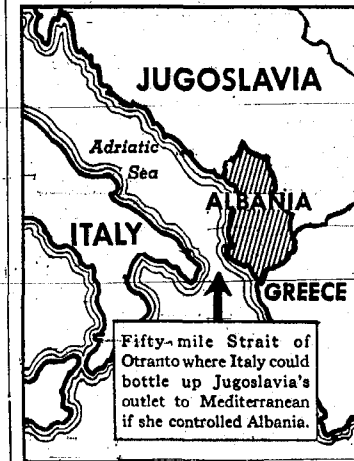 JUGOSLAVIA
Adriatic
Sea
ALBANIA
ITALY
GREECE
Fifty-mile Strait of
Otranto where Italy could
bottle up Jugoslavia's
outlet to Mediterranean
if she controlled Albania.